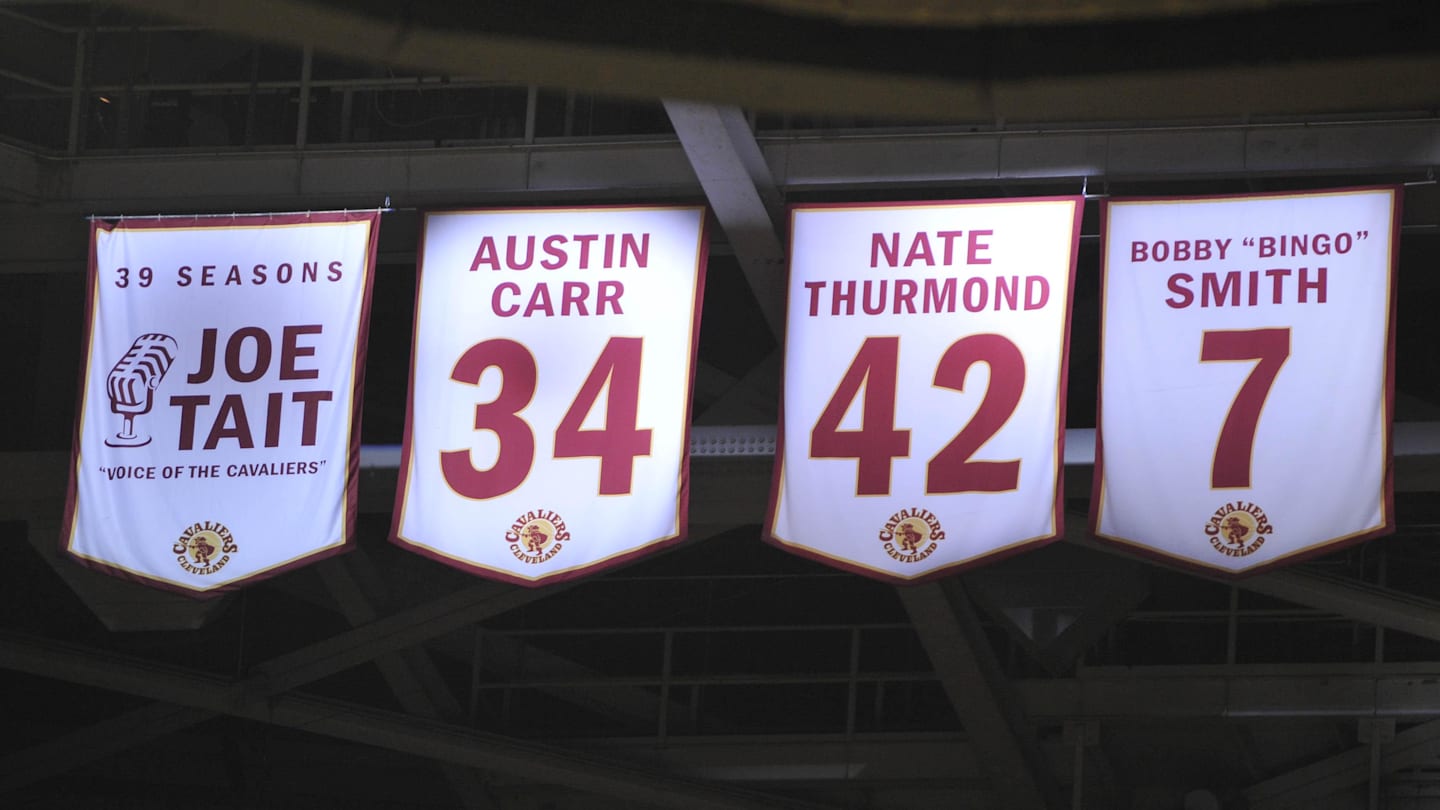 39 SEASONS
JOE
TAIT
“VOICE OF THE CAVALIERS”
CAVALIERS
CLEVELAND
AUSTIN
CARR
34
CAVALIERS
CLEVELAND
NATE
THURMOND
42
CAVALIERS
CLEVELAND
BOBBY “BINGO”
SMITH
7
CAVALIERS
CLEVELAND